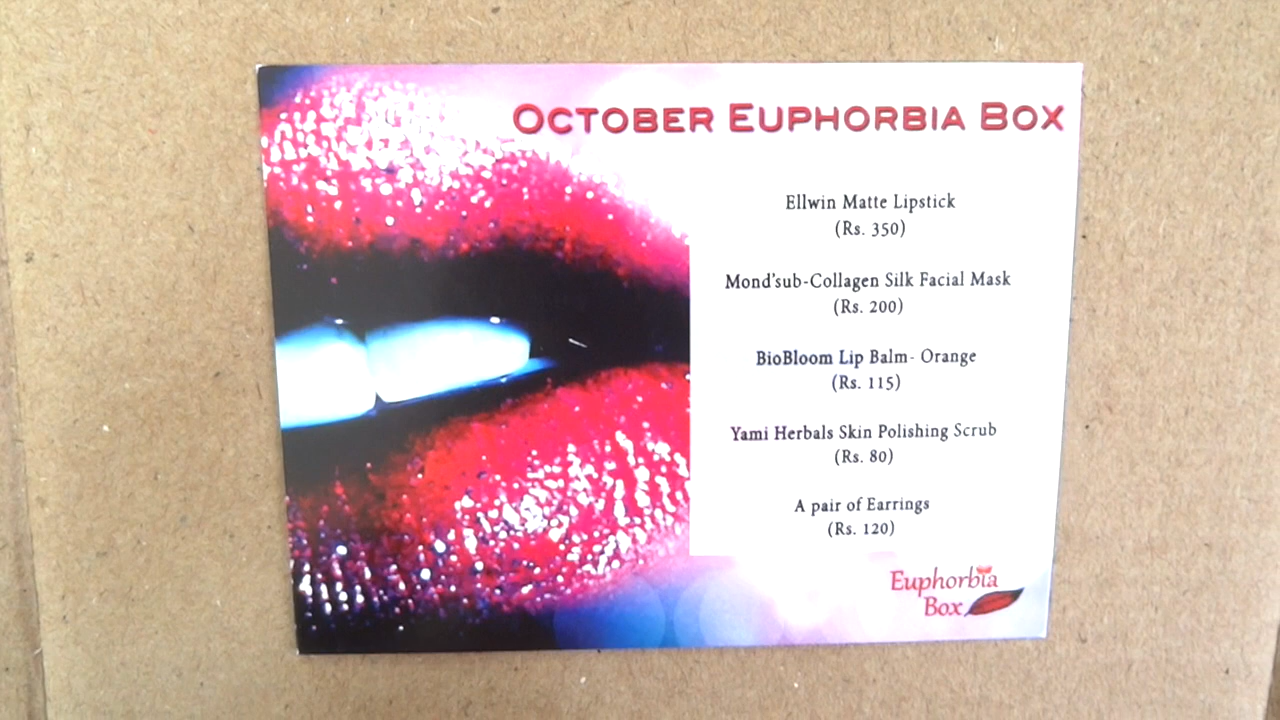 October Euphorbia Box
Ellwin Matte Lipstick
(Rs. 350)
Mond'sub-Collagen Silk Facial Mask
(Rs. 200)
BioBloom Lip Balm- Orange
(Rs. 115)
Yami Herbals Skin Polishing Scrub
(Rs. 80)
A pair of Earrings
(Rs. 120)
Euphorbia
Box